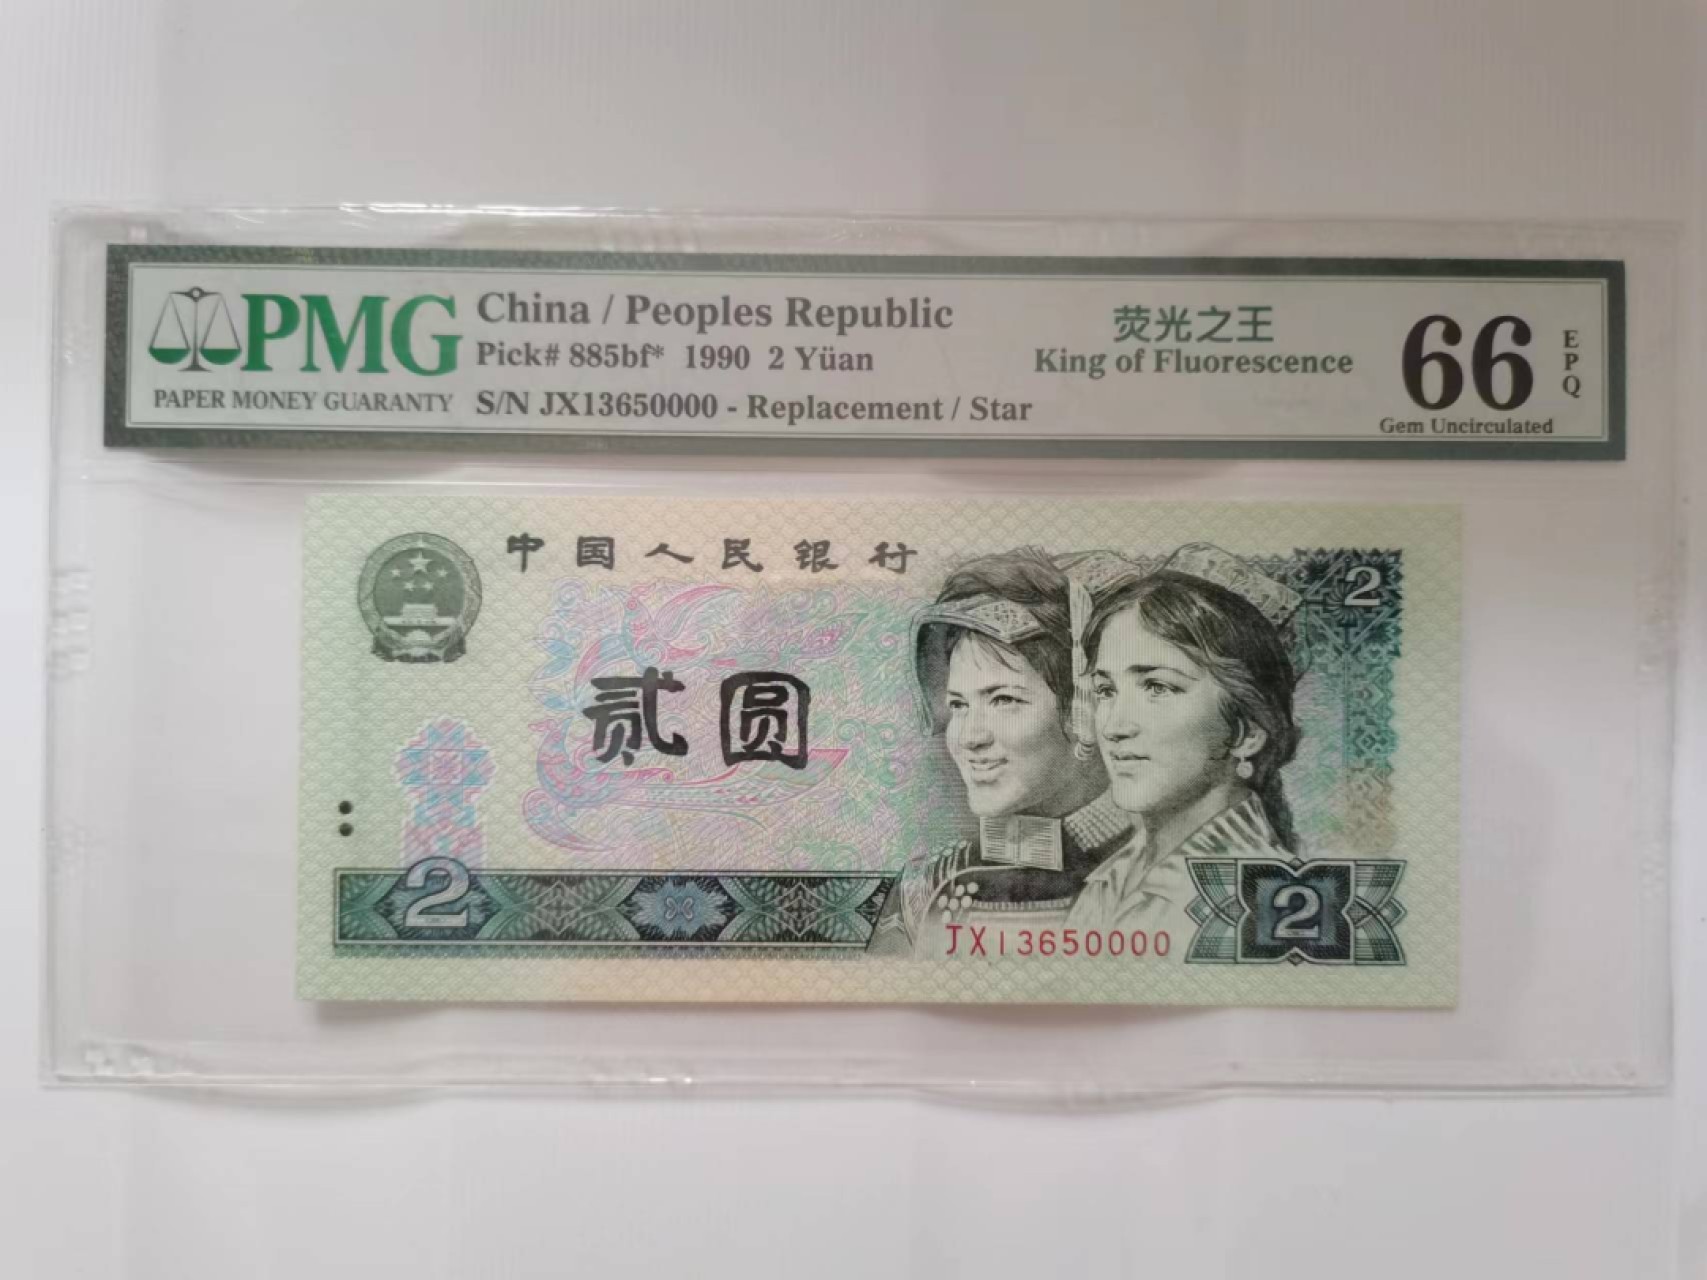 PMG
PAPER MONEY GUARANTY
China / Peoples Republic
Pick# 885bf* 1990 2 Yüan
S/N JX13650000 - Replacement / Star
荧光之王
King of Fluorescence
66
EPQ
Gem Uncirculated
中国人民银行
2
贰圆
2
JX13650000
2